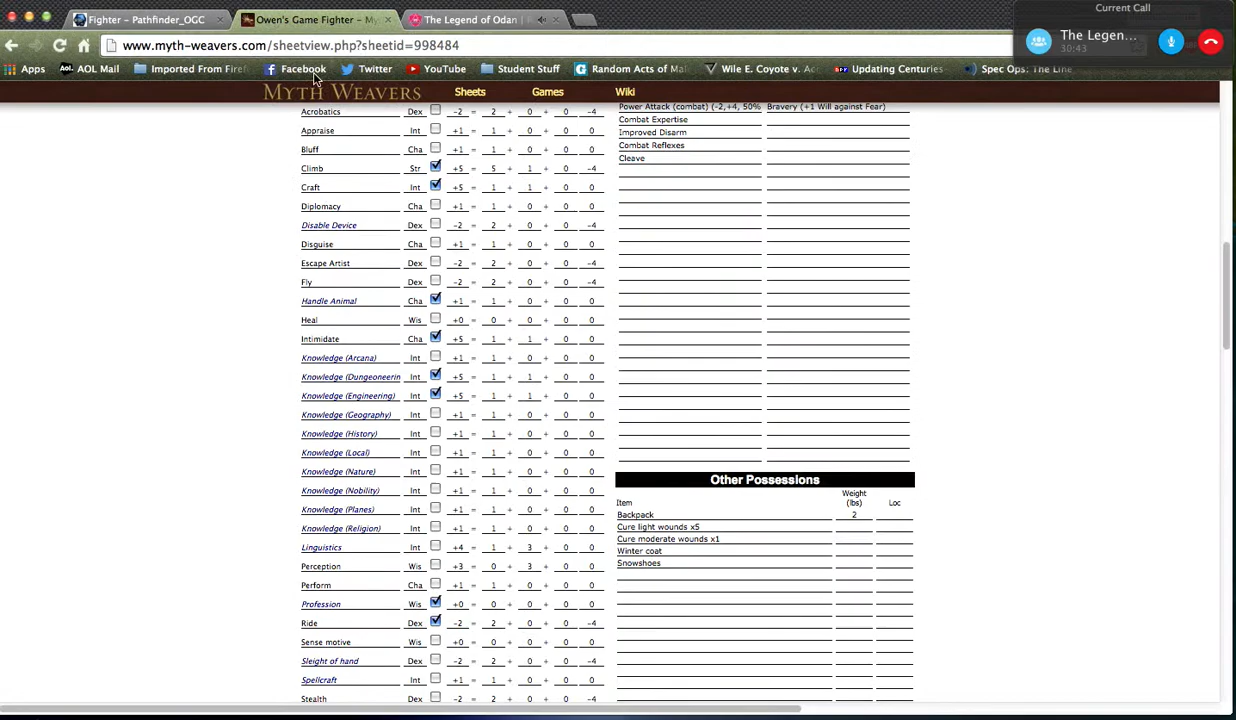 Fighter - Pathfinder_OGC
Owen's Game Fighter - My
The Legend of Odan |
Current Call
The Legen...
30:43
www.myth-weavers.com/sheetview.php?sheetid=998484
Apps Aol. AOL Mail Imported From Firef Facebook Twitter YouTube Student Stuff Random Acts of Mal Wile E. Coyote v. Ac Updating Centuries Spec Ops: The Line
MYTH WEAVERS Sheets Games Wiki
Acrobatics Dex -2 = 2 + 0 + 0 -4
Appraise Int +1 = 1 + 0 + 0 0
Bluff Cha +1 = 1 + 0 + 0 0
Climb Str +5 = 5 + 1 + 0 -4
Craft Int +5 = 1 + 1 + 0 0
Diplomacy Cha +1 = 1 + 0 + 0 0
Disable Device Dex -2 = 2 + 0 + 0 -4
Disguise Cha +1 = 1 + 0 + 0 0
Escape Artist Dex -2 = 2 + 0 + 0 -4
Fly Dex -2 = 2 + 0 + 0 -4
Handle Animal Cha +1 = 1 + 0 + 0 0
Heal Wis +0 = 0 + 0 + 0 0
Intimidate Cha +5 = 1 + 1 + 0 0
Knowledge (Arcana) Int +1 = 1 + 0 + 0 0
Knowledge (Dungeoneerin Int +5 = 1 + 1 + 0 0
Knowledge (Engineering) Int +5 = 1 + 1 + 0 0
Knowledge (Geography) Int +1 = 1 + 0 + 0 0
Knowledge (History) Int +1 = 1 + 0 + 0 0
Knowledge (Local) Int +1 = 1 + 0 + 0 0
Knowledge (Nature) Int +1 = 1 + 0 + 0 0
Knowledge (Nobility) Int +1 = 1 + 0 + 0 0
Knowledge (Planes) Int +1 = 1 + 0 + 0 0
Knowledge (Religion) Int +1 = 1 + 0 + 0 0
Linguistics Int +4 = 1 + 3 + 0 0
Perception Wis +3 = 0 + 3 + 0 0
Perform Cha +1 = 1 + 0 + 0 0
Profession Wis +0 = 0 + 0 + 0 0
Ride Dex -2 = 2 + 0 + 0 -4
Sense motive Wis +0 = 0 + 0 + 0 0
Sleight of hand Dex -2 = 2 + 0 + 0 -4
Spellcraft Int +1 = 1 + 0 + 0 0
Stealth Dex -2 = 2 + 0 + 0 -4
Power Attack (combat) (-2,+4, 50% Bravery (+1 Will against Fear)
Combat Expertise
Improved Disarm
Combat Reflexes
Cleave
Other Possessions
Item Weight (lbs) Loc
Backpack 2
Cure light wounds x5
Cure moderate wounds x1
Winter coat
Snowshoes